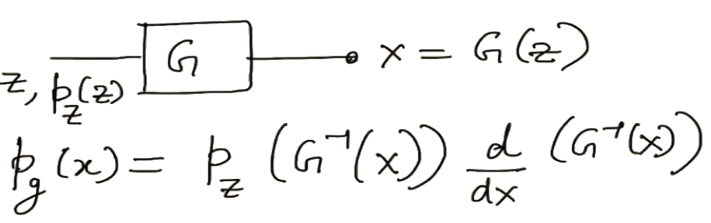 G x = G(z)
z, p_z(z)
p_g(x) = p_z (G⁻¹(x)) d/dx (G⁻¹(x))